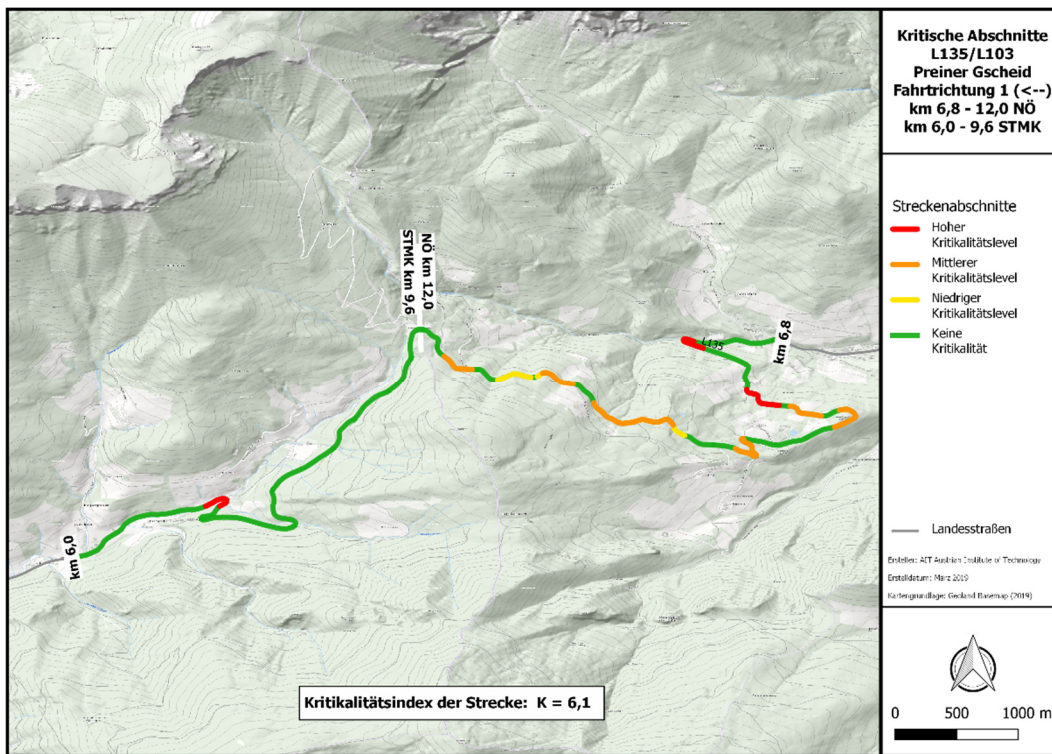 Kritische Abschnitte
L135/L103
Preiner Gscheid
Fahrtrichtung 1 (<--)
km 6,8 - 12,0 NÖ
km 6,0 - 9,6 STMK
Streckenabschnitte
Hoher
Kritikalitätslevel
Mittlerer
Kritikalitätslevel
Niedriger
Kritikalitätslevel
Keine
Kritikalität
Landesstraßen
Ersteller: AIT Austrian Institute of Technology
Erstelldatum: März 2019
Kartengrundlage: Geoland Basemap (2019)
0 500 1000 m
NÖ km 12,0
STMK km 9,6
L135
km 6,8
km 6,0
Kritikalitätsindex der Strecke: K = 6,1